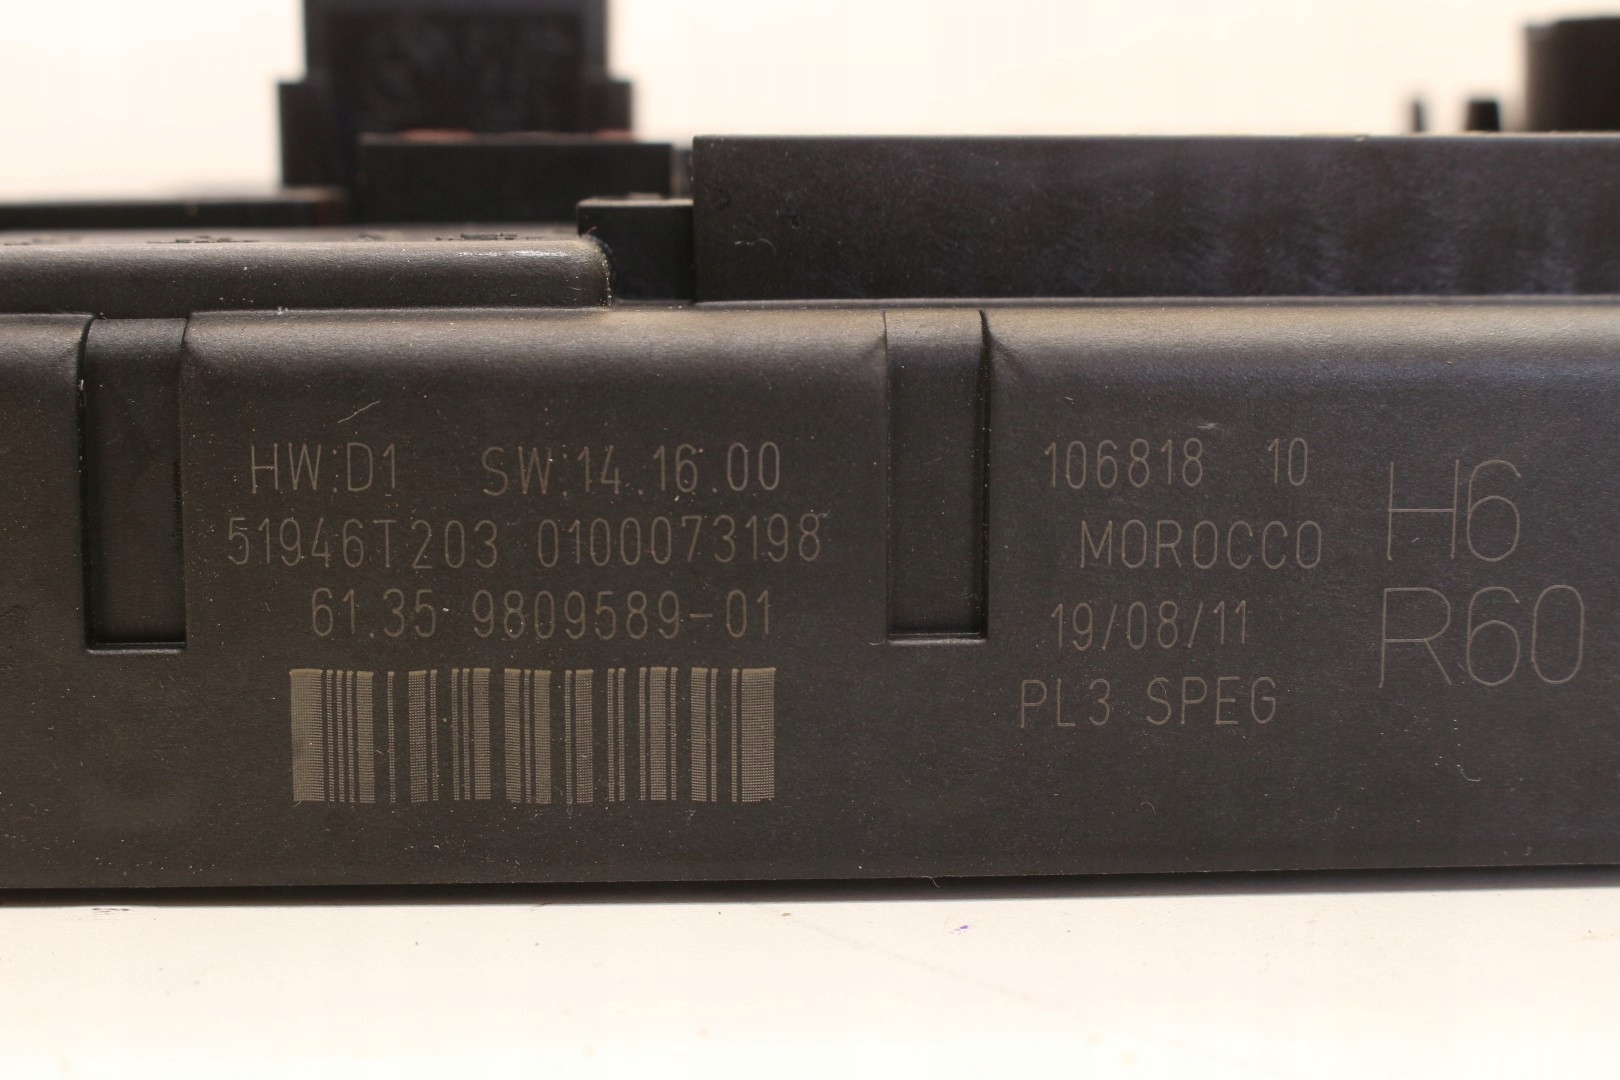 HW:D1 SW:14.16.00
51946T203 0100073198
61.35 9809589-01
106818 10
MOROCCO
19/08/11
PL3 SPEG
H6
R60